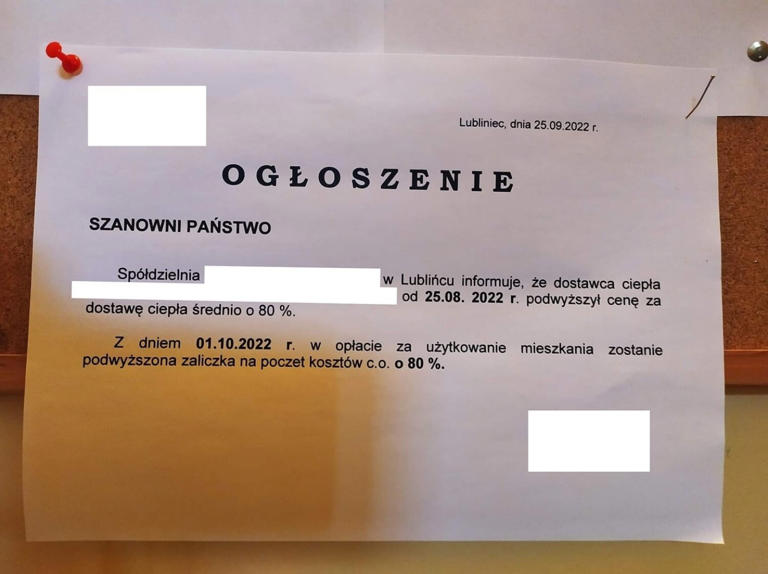 Lubliniec, dnia 25.09.2022 r.
OGŁOSZENIE
SZANOWNI PAŃSTWO
Spółdzielnia w Lublińcu informuje, że dostawca ciepła
od 25.08. 2022 r. podwyższył cenę za
dostawę ciepła średnio o 80 %.
Z dniem 01.10.2022 r. w opłacie za użytkowanie mieszkania zostanie
podwyższona zaliczka na poczet kosztów c.o. o 80 %.